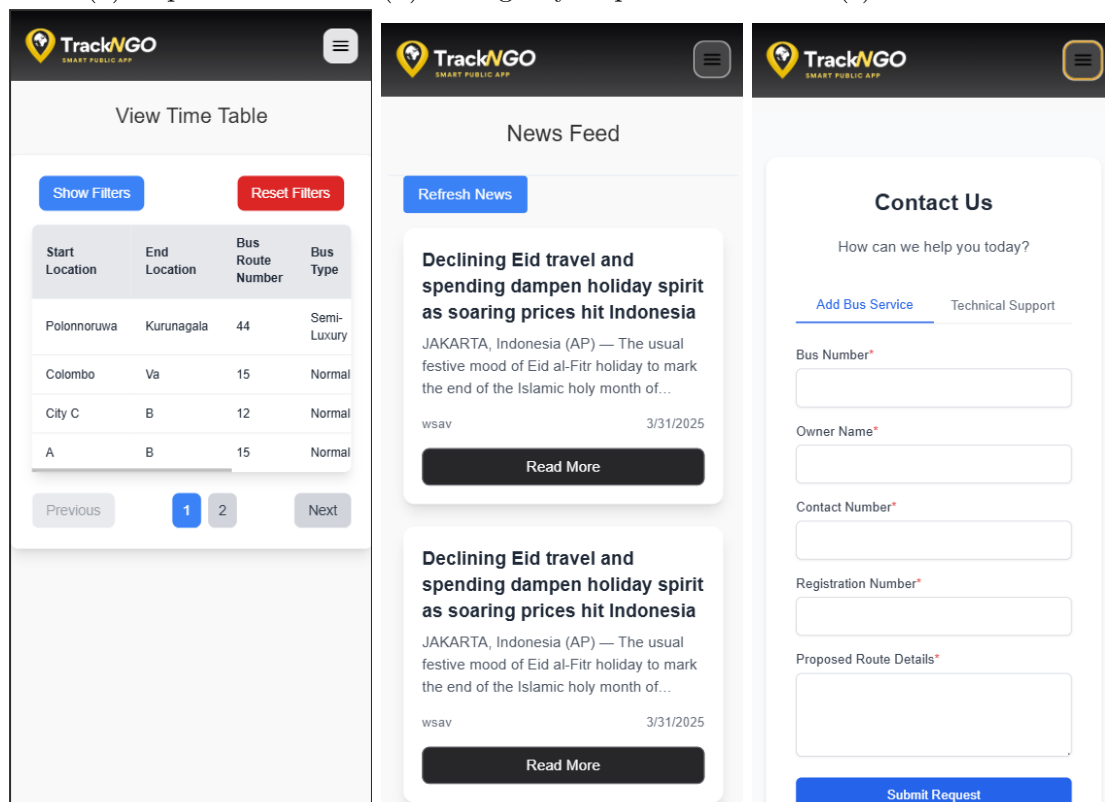 TrackNGO
SMART PUBLIC APP
View Time Table
Show Filters
Reset Filters
Start Location
End Location
Bus Route Number
Bus Type
Polonnoruwa Kurunagala 44 Semi-Luxury
Colombo Va 15 Normal
City C B 12 Normal
A B 15 Normal
Previous 1 2 Next
TrackNGO
SMART PUBLIC APP
News Feed
Refresh News
Declining Eid travel and
spending dampen holiday spirit
as soaring prices hit Indonesia
JAKARTA, Indonesia (AP) — The usual
festive mood of Eid al-Fitr holiday to mark
the end of the Islamic holy month of...
wsav 3/31/2025
Read More
Declining Eid travel and
spending dampen holiday spirit
as soaring prices hit Indonesia
JAKARTA, Indonesia (AP) — The usual
festive mood of Eid al-Fitr holiday to mark
the end of the Islamic holy month of...
wsav 3/31/2025
Read More
TrackNGO
SMART PUBLIC APP
Contact Us
How can we help you today?
Add Bus Service Technical Support
Bus Number*
Owner Name*
Contact Number*
Registration Number*
Proposed Route Details*
Submit Request